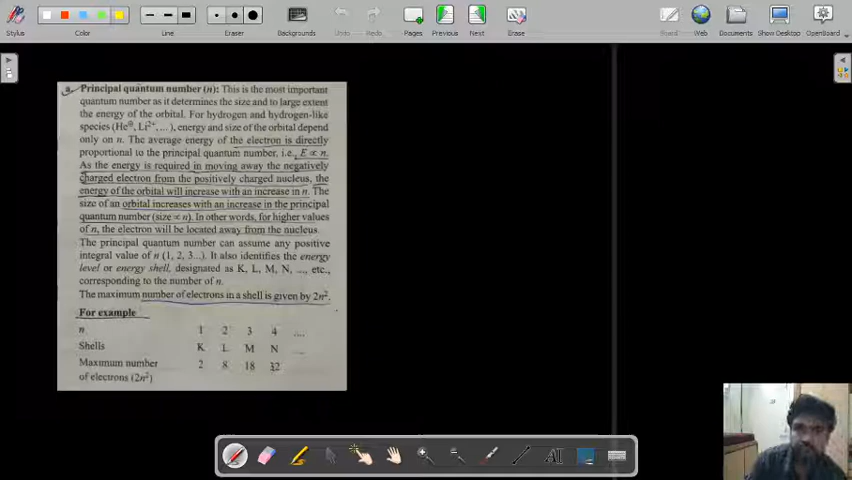 Stylus
Color
Line
Eraser
Backgrounds
Undo
Redo
Pages
Previous
Next
Erase
Board
Web
Documents
Show Desktop
OpenBoard
a. Principal quantum number (n): This is the most important
quantum number as it determines the size and to large extent
the energy of the orbital. For hydrogen and hydrogen-like
species (He⊕, Li²⁺, ...), energy and size of the orbital depend
only on n. The average energy of the electron is directly
proportional to the principal quantum number, i.e., E ∝ n.
As the energy is required in moving away the negatively
charged electron from the positively charged nucleus, the
energy of the orbital will increase with an increase in n. The
size of an orbital increases with an increase in the principal
quantum number (size ∝ n). In other words, for higher values
of n, the electron will be located away from the nucleus.
The principal quantum number can assume any positive
integral value of n (1, 2, 3...). It also identifies the energy
level or energy shell, designated as K, L, M, N, ..., etc.,
corresponding to the number of n.
The maximum number of electrons in a shell is given by 2n².
For example
n 1 2 3 4 ....
Shells K L M N ....
Maximum number 2 8 18 32
of electrons (2n²)